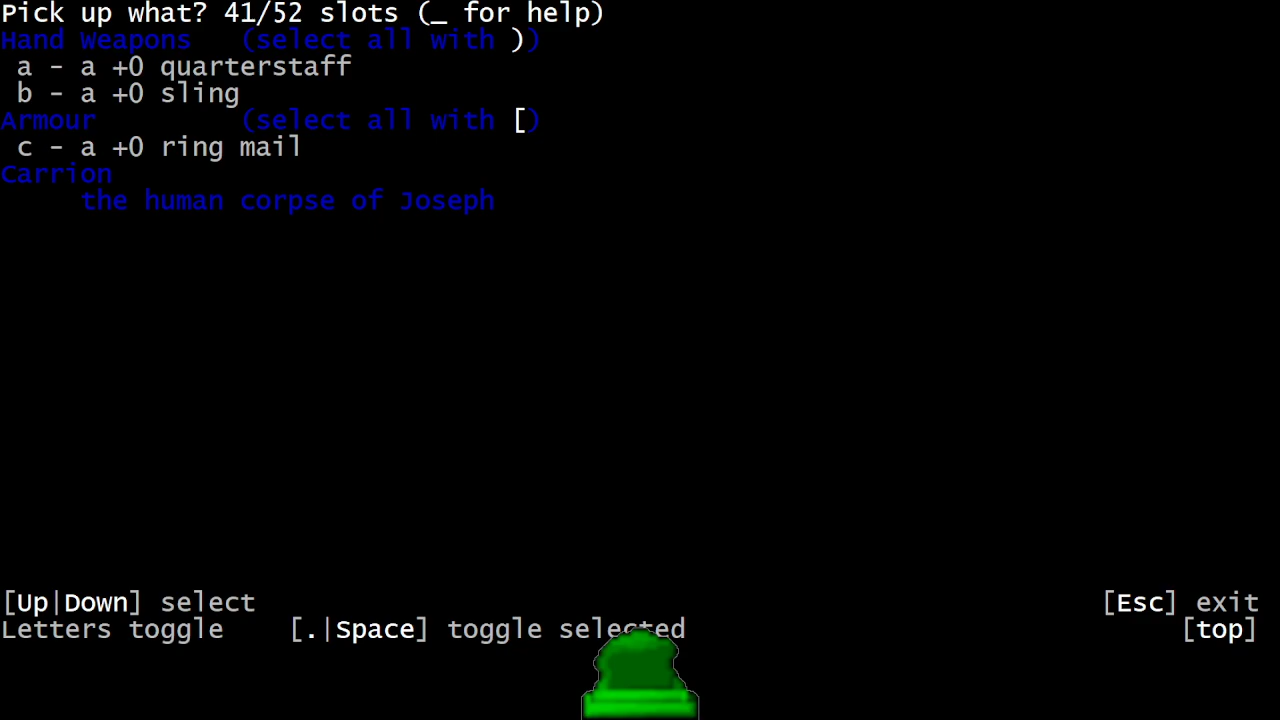 Pick up what? 41/52 slots (_ for help)
Hand Weapons (select all with ))
a - a +0 quarterstaff
b - a +0 sling
Armour (select all with [)
c - a +0 ring mail
Carrion
the human corpse of Joseph
[Up|Down] select [Esc] exit
Letters toggle [.|Space] toggle selected [top]